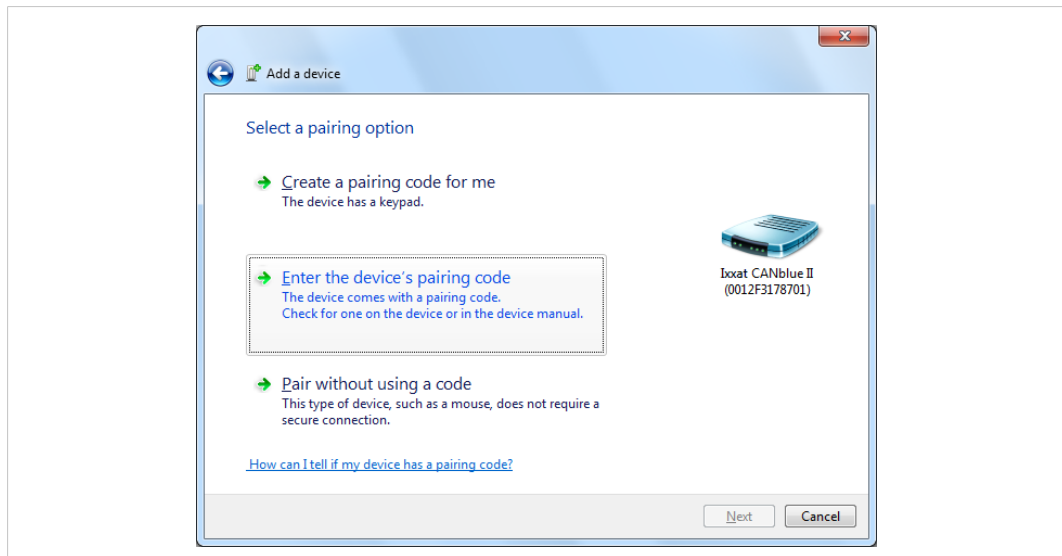 Add a device
Select a pairing option
Create a pairing code for me
The device has a keypad.
Enter the device's pairing code
The device comes with a pairing code.
Check for one on the device or in the device manual.
Ixxat CANblue II
(0012F3178701)
Pair without using a code
This type of device, such as a mouse, does not require a
secure connection.
How can I tell if my device has a pairing code?
Next
Cancel